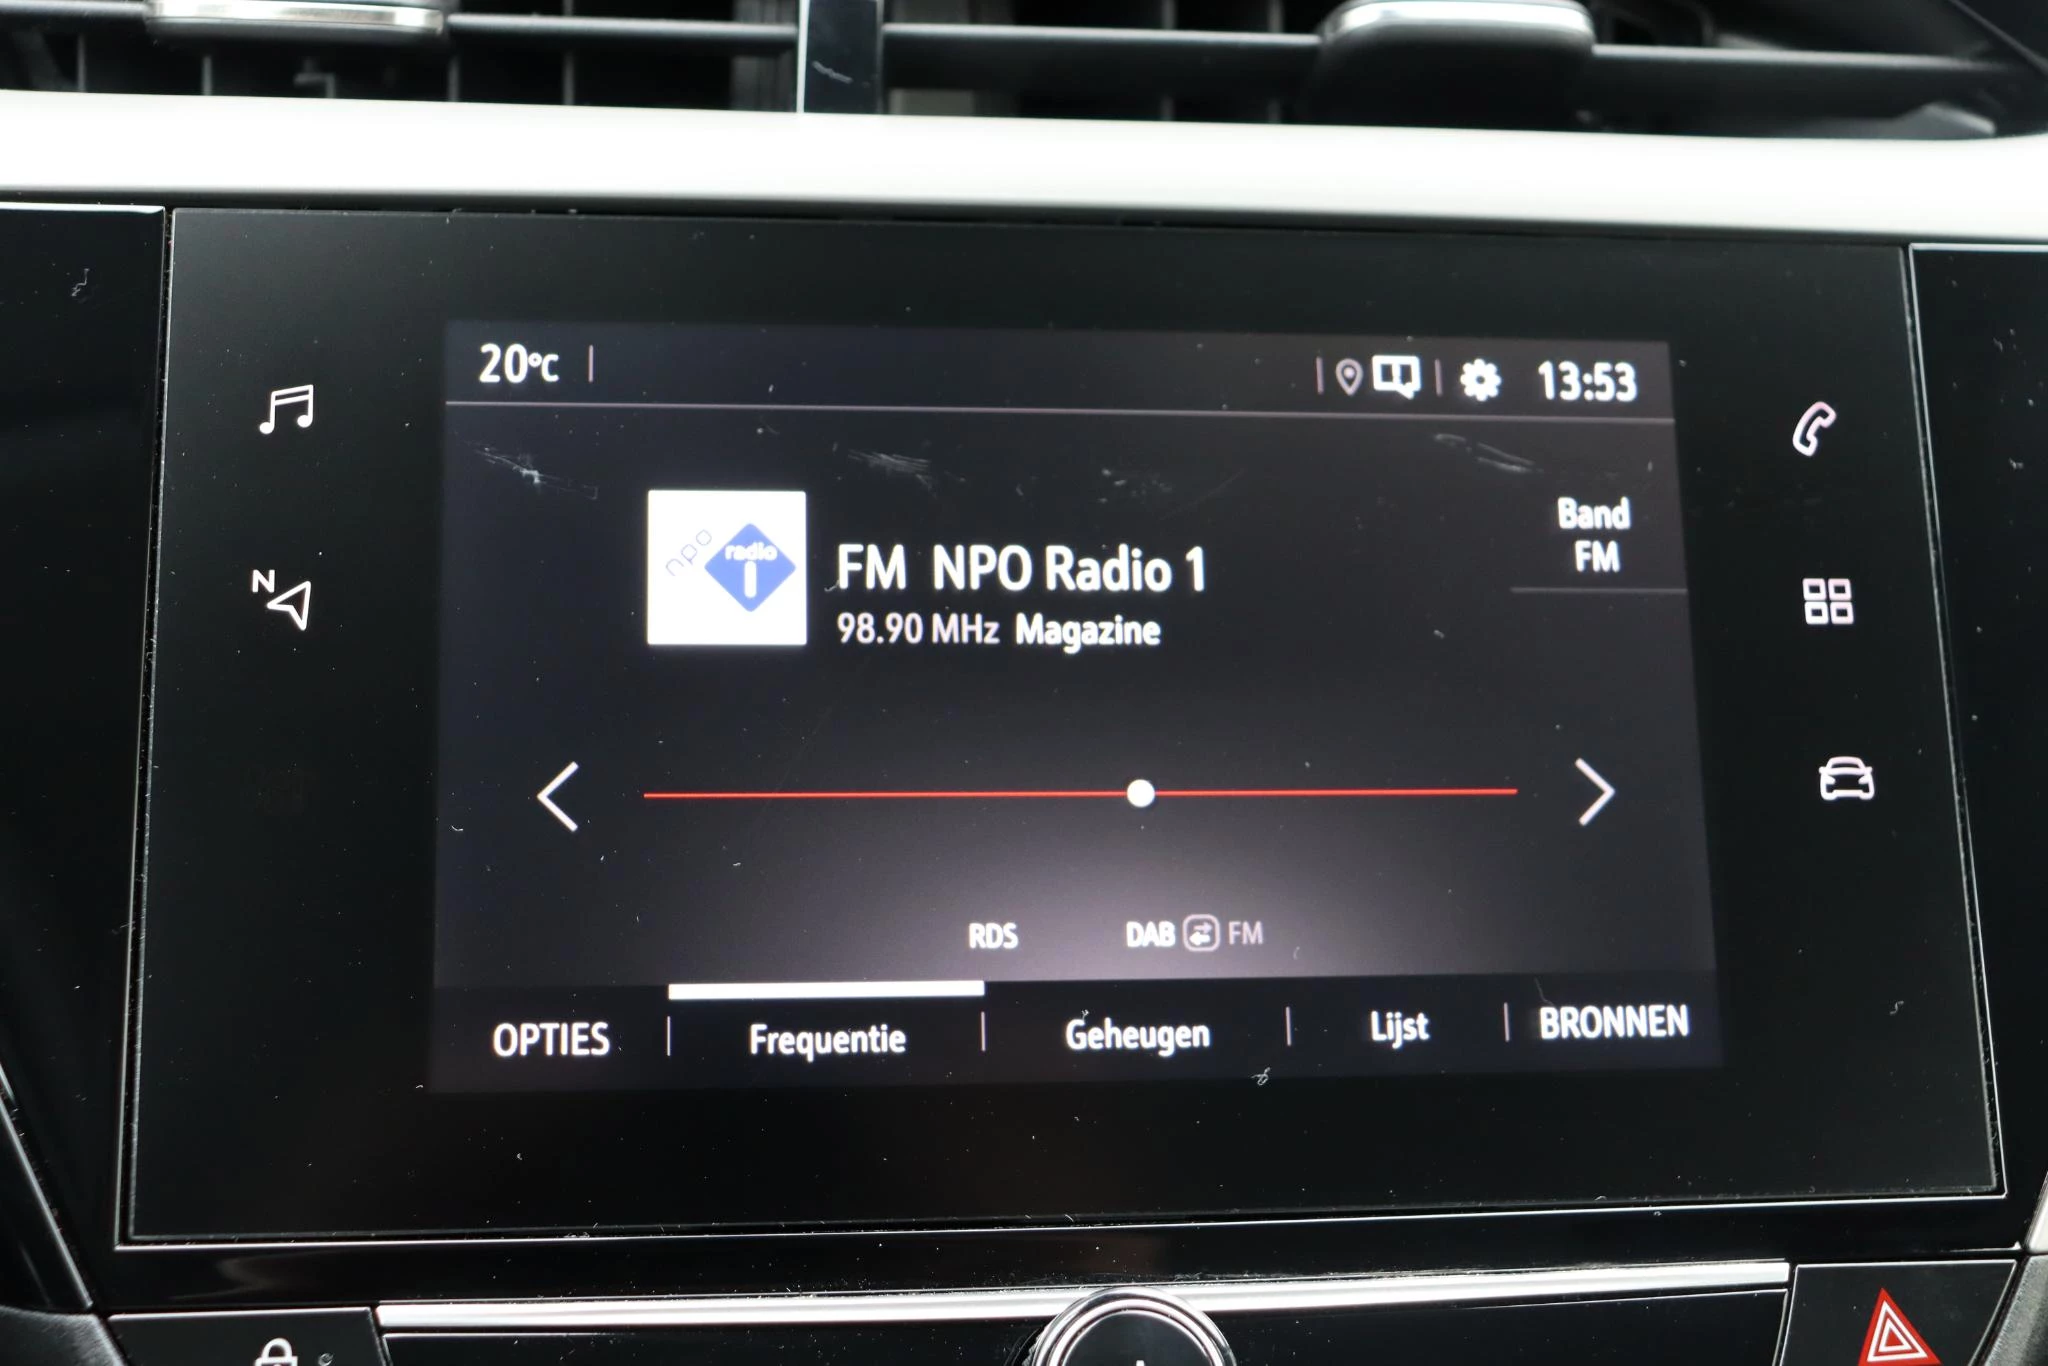 20°C
13:53
N
npo
radio
1
FM NPO Radio 1
98.90 MHz Magazine
Band
FM
RDS
DAB FM
OPTIES
Frequentie
Geheugen
Lijst
BRONNEN